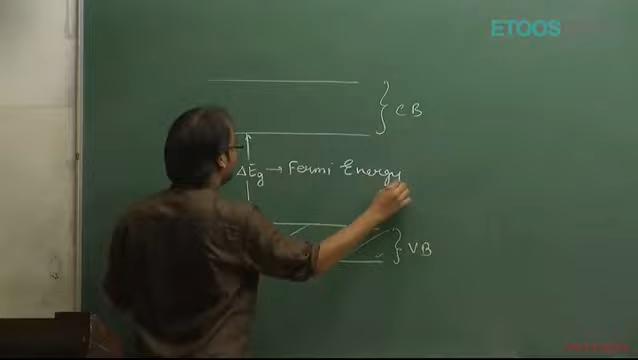 ETOOS
CB
ΔEg → Fermi Energy
VB